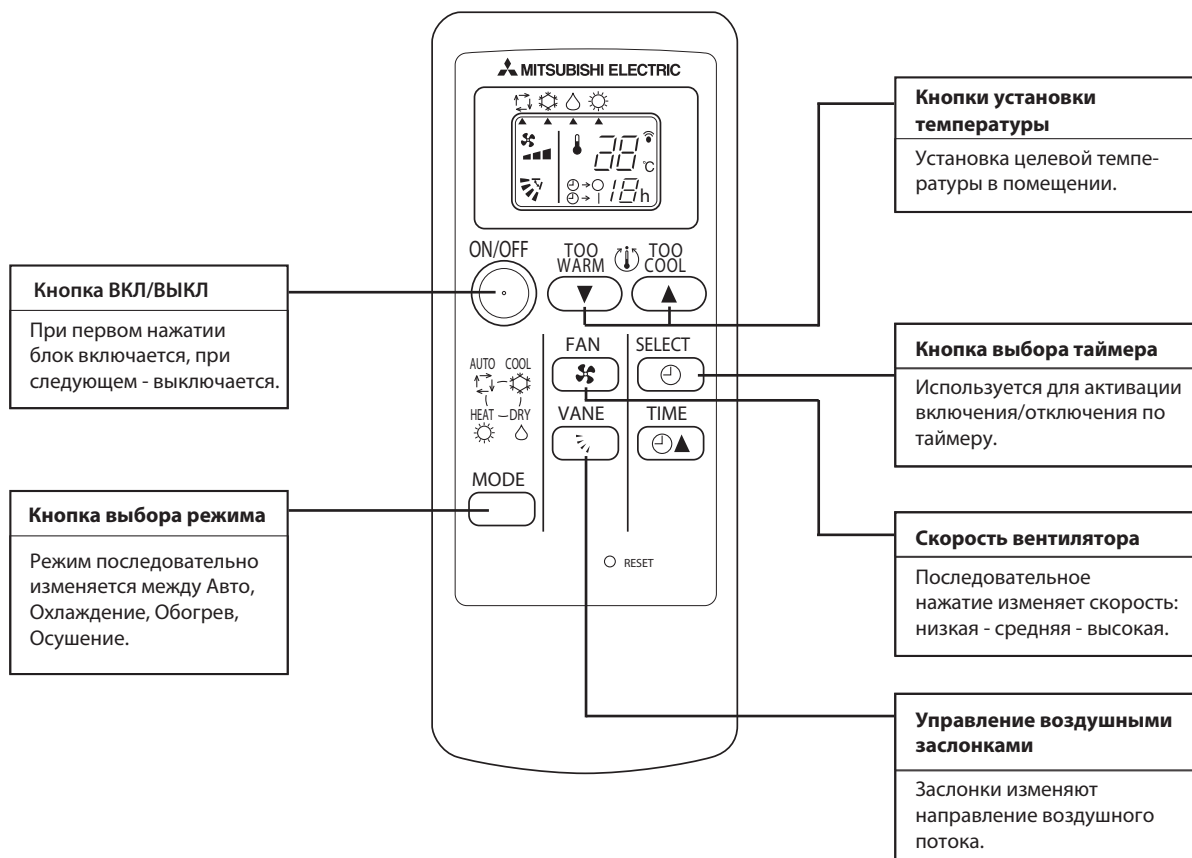 MITSUBISHI ELECTRIC
88 °C
18h
ON/OFF
TOO WARM
TOO COOL
FAN
SELECT
AUTO COOL
HEAT DRY
VANE
TIME
MODE
RESET
Кнопка ВКЛ/ВЫКЛ
При первом нажатии
блок включается, при
следующем - выключается.
Кнопка выбора режима
Режим последовательно
изменяется между Авто,
Охлаждение, Обогрев,
Осушение.
Кнопки установки
температуры
Установка целевой темпе-
ратуры в помещении.
Кнопка выбора таймера
Используется для активации
включения/отключения по
таймеру.
Скорость вентилятора
Последовательное
нажатие изменяет скорость:
низкая - средняя - высокая.
Управление воздушными
заслонками
Заслонки изменяют
направление воздушного
потока.